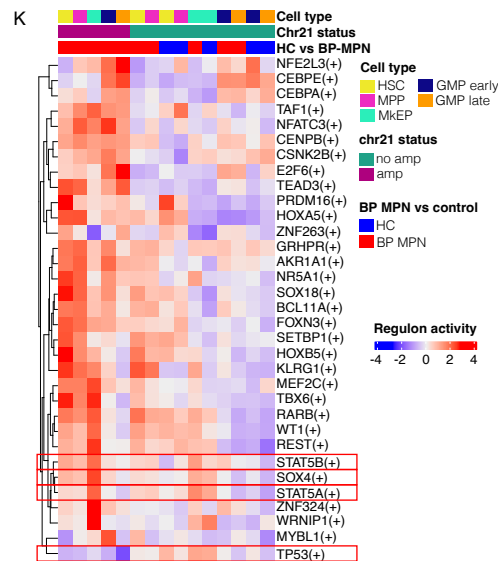 K
Cell type
Chr21 status
HC vs BP-MPN
NFE2L3(+)
CEBPE(+)
CEBPA(+)
TAF1(+)
NFATC3(+)
CENPB(+)
CSNK2B(+)
E2F6(+)
TEAD3(+)
PRDM16(+)
HOXA5(+)
ZNF263(+)
GRHPR(+)
AKR1A1(+)
NR5A1(+)
SOX18(+)
BCL11A(+)
FOXN3(+)
SETBP1(+)
HOXB5(+)
KLRG1(+)
MEF2C(+)
TBX6(+)
RARB(+)
WT1(+)
REST(+)
STAT5B(+)
SOX4(+)
STAT5A(+)
ZNF324(+)
WRNIP1(+)
MYBL1(+)
TP53(+)
Cell type
HSC GMP early
MPP GMP late
MkEP
chr21 status
no amp
amp
BP MPN vs control
HC
BP MPN
Regulon activity
-4 -2 0 2 4